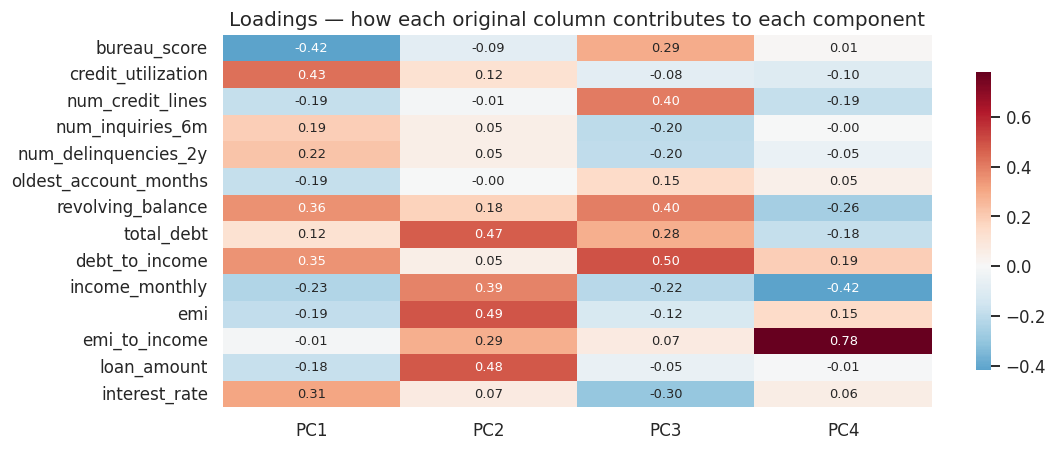 Loadings — how each original column contributes to each component
bureau_score -0.42 -0.09 0.29 0.01
credit_utilization 0.43 0.12 -0.08 -0.10
num_credit_lines -0.19 -0.01 0.40 -0.19
num_inquiries_6m 0.19 0.05 -0.20 -0.00
num_delinquencies_2y 0.22 0.05 -0.20 -0.05
oldest_account_months -0.19 -0.00 0.15 0.05
revolving_balance 0.36 0.18 0.40 -0.26
total_debt 0.12 0.47 0.28 -0.18
debt_to_income 0.35 0.05 0.50 0.19
income_monthly -0.23 0.39 -0.22 -0.42
emi -0.19 0.49 -0.12 0.15
emi_to_income -0.01 0.29 0.07 0.78
loan_amount -0.18 0.48 -0.05 -0.01
interest_rate 0.31 0.07 -0.30 0.06
PC1 PC2 PC3 PC4
0.6
0.4
0.2
0.0
−0.2
−0.4